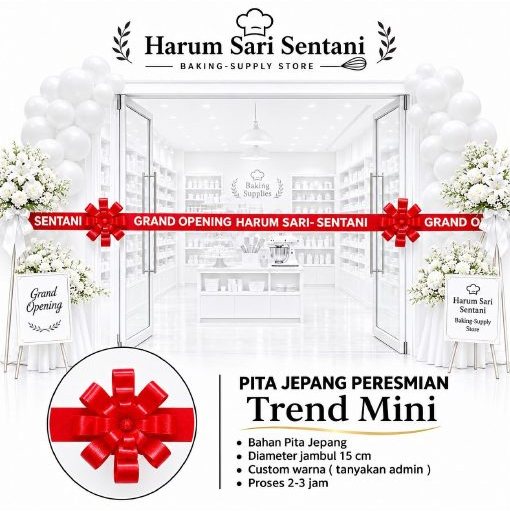 Harum Sari Sentani
BAKING-SUPPLY STORE
Baking
Supplies
SENTANI
GRAND OPENING HARUM SARI- SENTANI
GRAND O
Grand
Opening
Harum Sari
Sentani
Baking-Supply
Store
PITA JEPANG PERESMIAN
Trend Mini
• Bahan Pita Jepang
• Diameter jambul 15 cm
• Custom warna ( tanyakan admin )
• Proses 2-3 jam